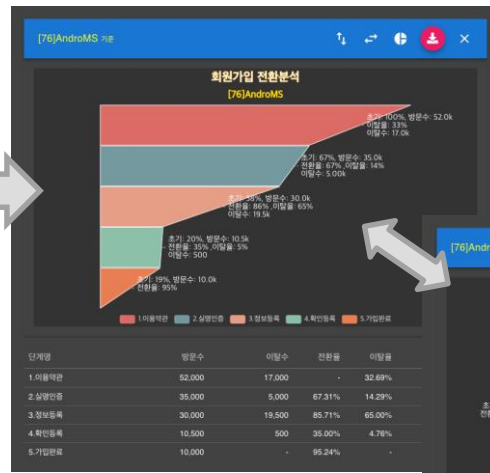 [76]AndroMS 기준
회원가입 전환분석
[76]AndroMS
초기: 100%, 방문수: 52.0k
이탈율: 33%
이탈수: 17.0k
초기: 67%, 방문수: 35.0k
전환율: 67% ,이탈율: 14%
이탈수: 5.00k
초기: 58%, 방문수: 30.0k
전환율: 86% ,이탈율: 65%
이탈수: 19.5k
초기: 20%, 방문수: 10.5k
전환율: 35% ,이탈율: 5%
이탈수: 500
초기: 19%, 방문수: 10.0k
전환율: 95%
1.이용약관 2.실명인증 3.정보등록 4.확인등록 5.가입완료
단계명 방문수 이탈수 전환율 이탈율
1.이용약관 52,000 17,000 - 32.69%
2.실명인증 35,000 5,000 67.31% 14.29%
3.정보등록 30,000 19,500 85.71% 65.00%
4.확인등록 10,500 500 35.00% 4.76%
5.가입완료 10,000 - 95.24% -
[76]Andr
초
전환